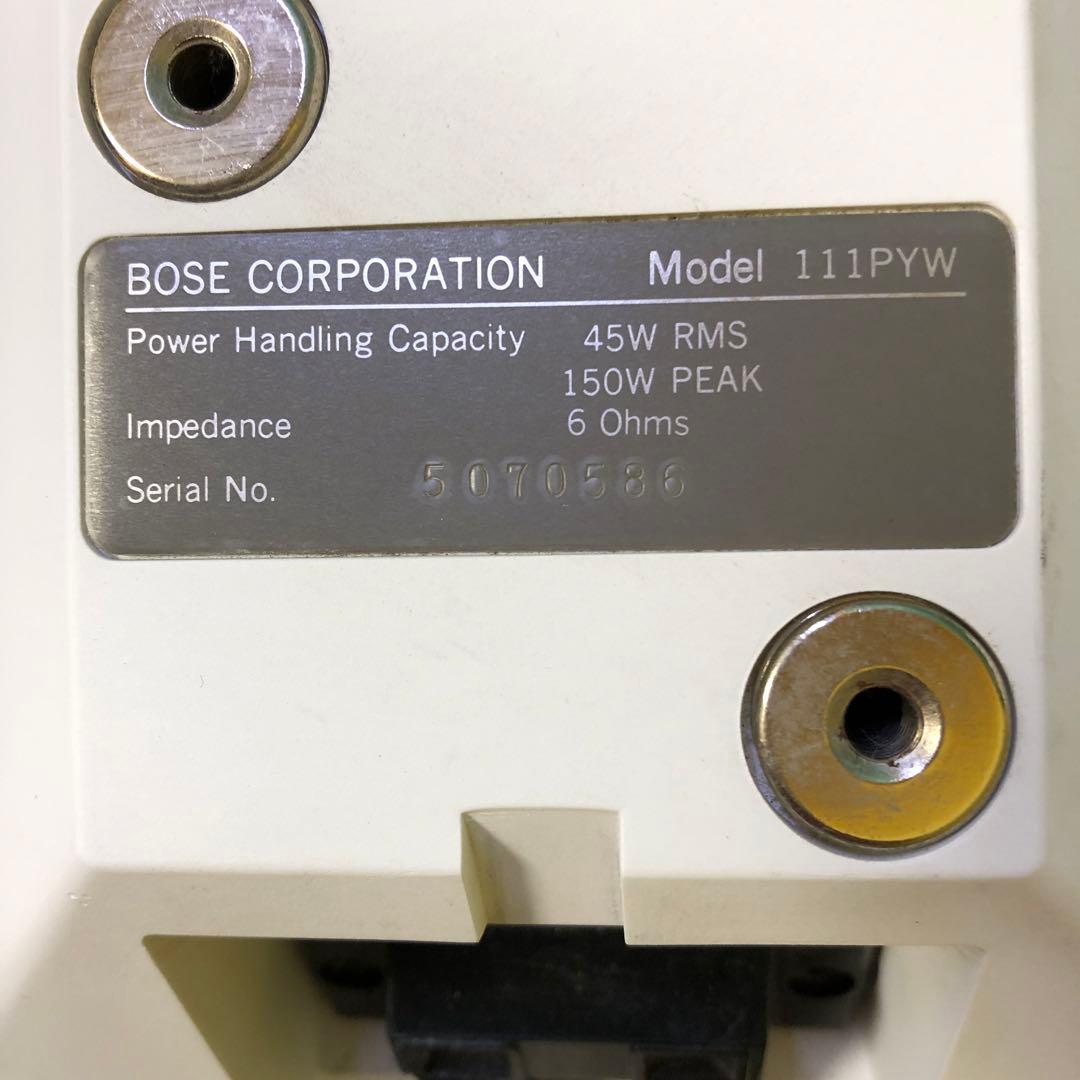 BOSE CORPORATION Model 111PYW
Power Handling Capacity 45W RMS
150W PEAK
Impedance 6 Ohms
Serial No. 5070586